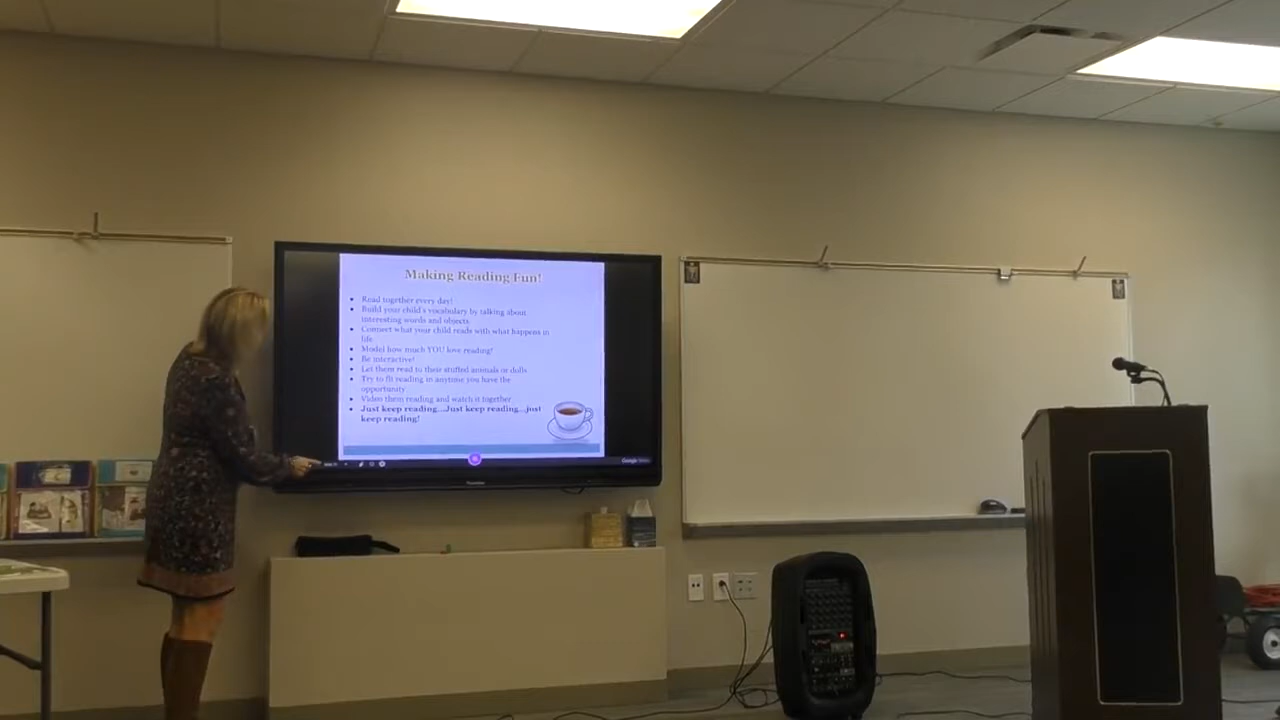 Making Reading Fun!
Read together every day!
Build your child's vocabulary by talking about
interesting words and objects
Connect what your child reads with what happens in
life.
Model how much YOU love reading!
Be interactive!
Let them read to their stuffed animals or dolls
Try to fit reading in anytime you have the
opportunity
Video them reading and watch it together
Just keep reading...Just keep reading...just
keep reading!
Google Slides